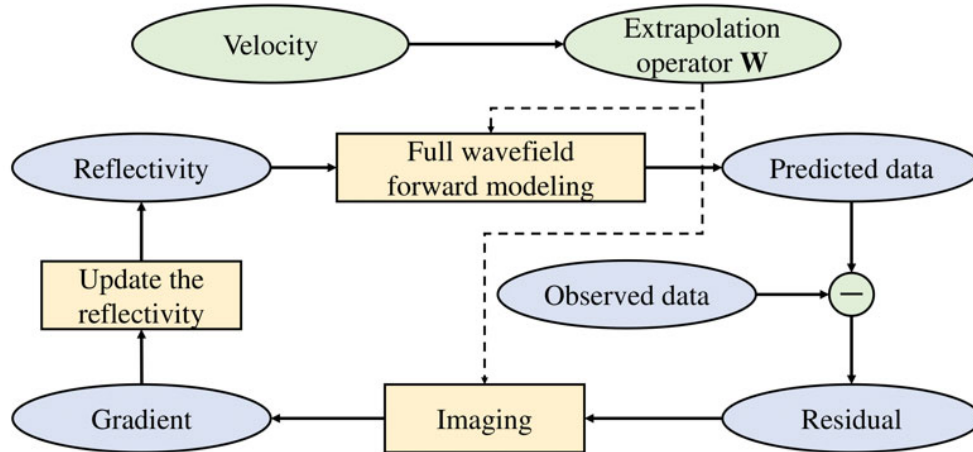 Velocity
Extrapolation
operator W
Reflectivity
Full wavefield
forward modeling
Predicted data
Update the
reflectivity
Observed data
—
Gradient
Imaging
Residual